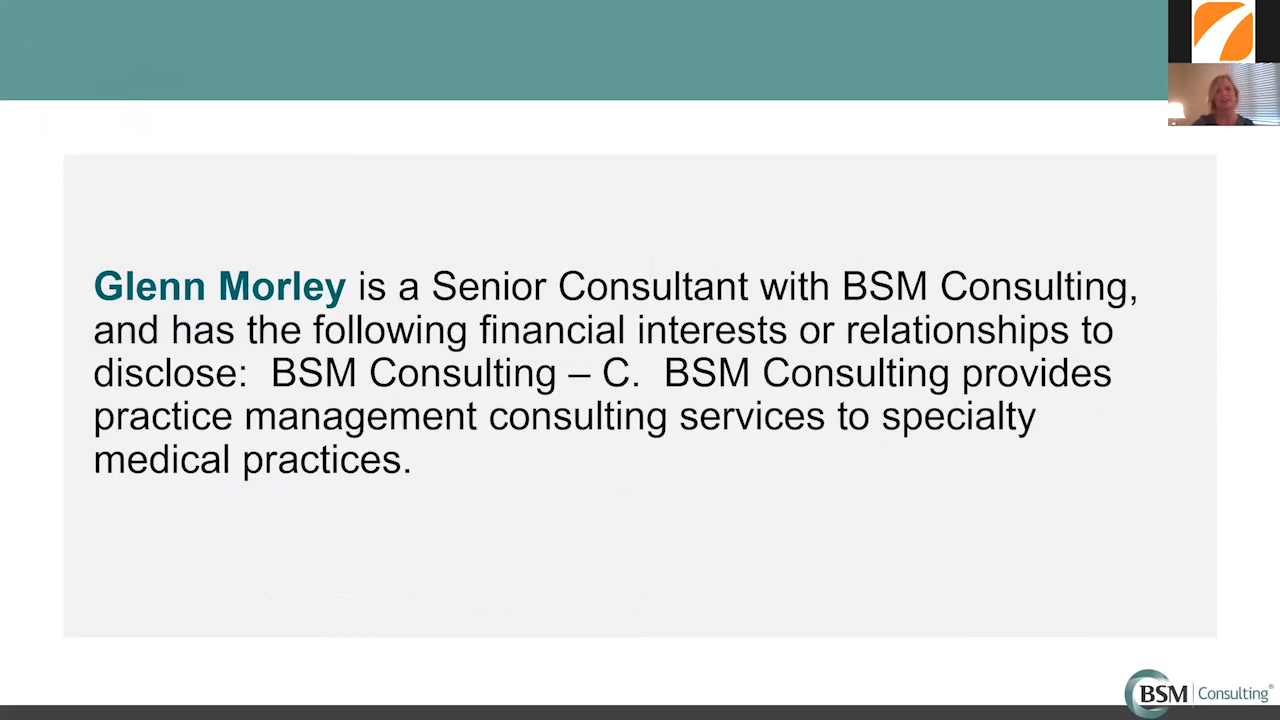 Glenn Morley is a Senior Consultant with BSM Consulting,
and has the following financial interests or relationships to
disclose:  BSM Consulting – C.  BSM Consulting provides
practice management consulting services to specialty
medical practices.
BSM Consulting®